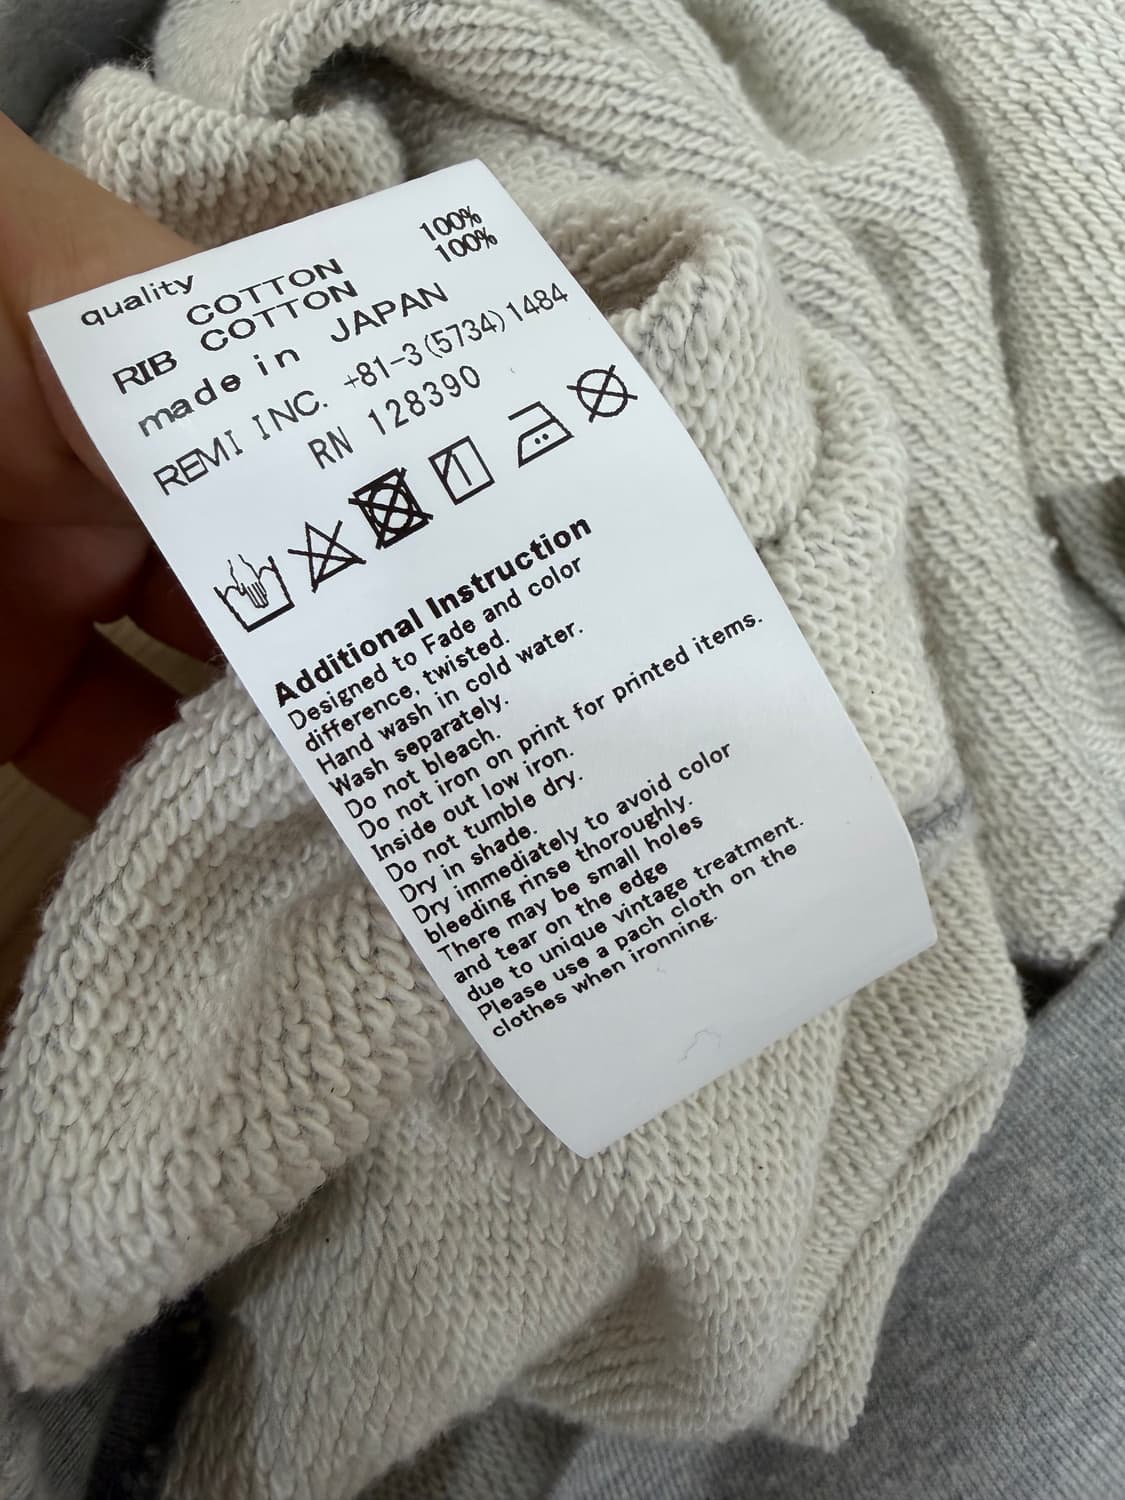 quality
COTTON 100%
RIB COTTON 100%
made in JAPAN
REMI INC. +81-3(5734)1484
RN 128390
Additional Instruction
Designed to Fade and color
difference, twisted.
Hand wash in cold water.
Wash separately.
Do not bleach.
Do not iron on print for printed items.
Inside out low iron.
Do not tumble dry.
Dry in shade.
Dry immediately to avoid color
bleeding rinse thoroughly.
There may be small holes
and tear on the edge
due to unique vintage treatment.
Please use a pach cloth on the
clothes when ironning.